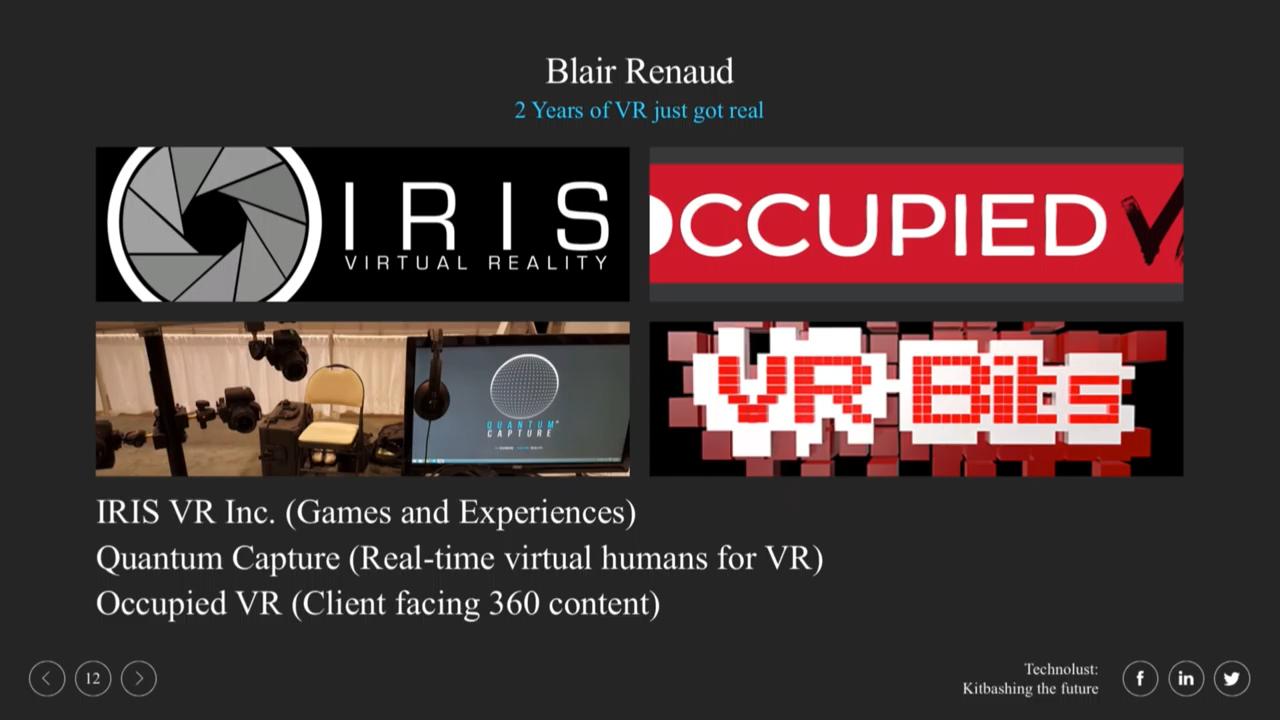 Blair Renaud
2 Years of VR just got real
IRIS
VIRTUAL REALITY
OCCUPIED
VR-Bits
QUANTUM
CAPTURE
IRIS VR Inc. (Games and Experiences)
Quantum Capture (Real-time virtual humans for VR)
Occupied VR (Client facing 360 content)
12
Technolust:
Kitbashing the future